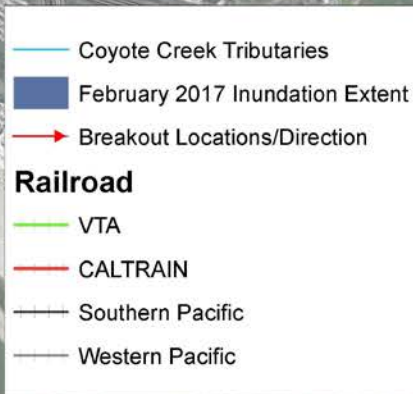 Coyote Creek Tributaries
February 2017 Inundation Extent
Breakout Locations/Direction
Railroad
VTA
CALTRAIN
Southern Pacific
Western Pacific